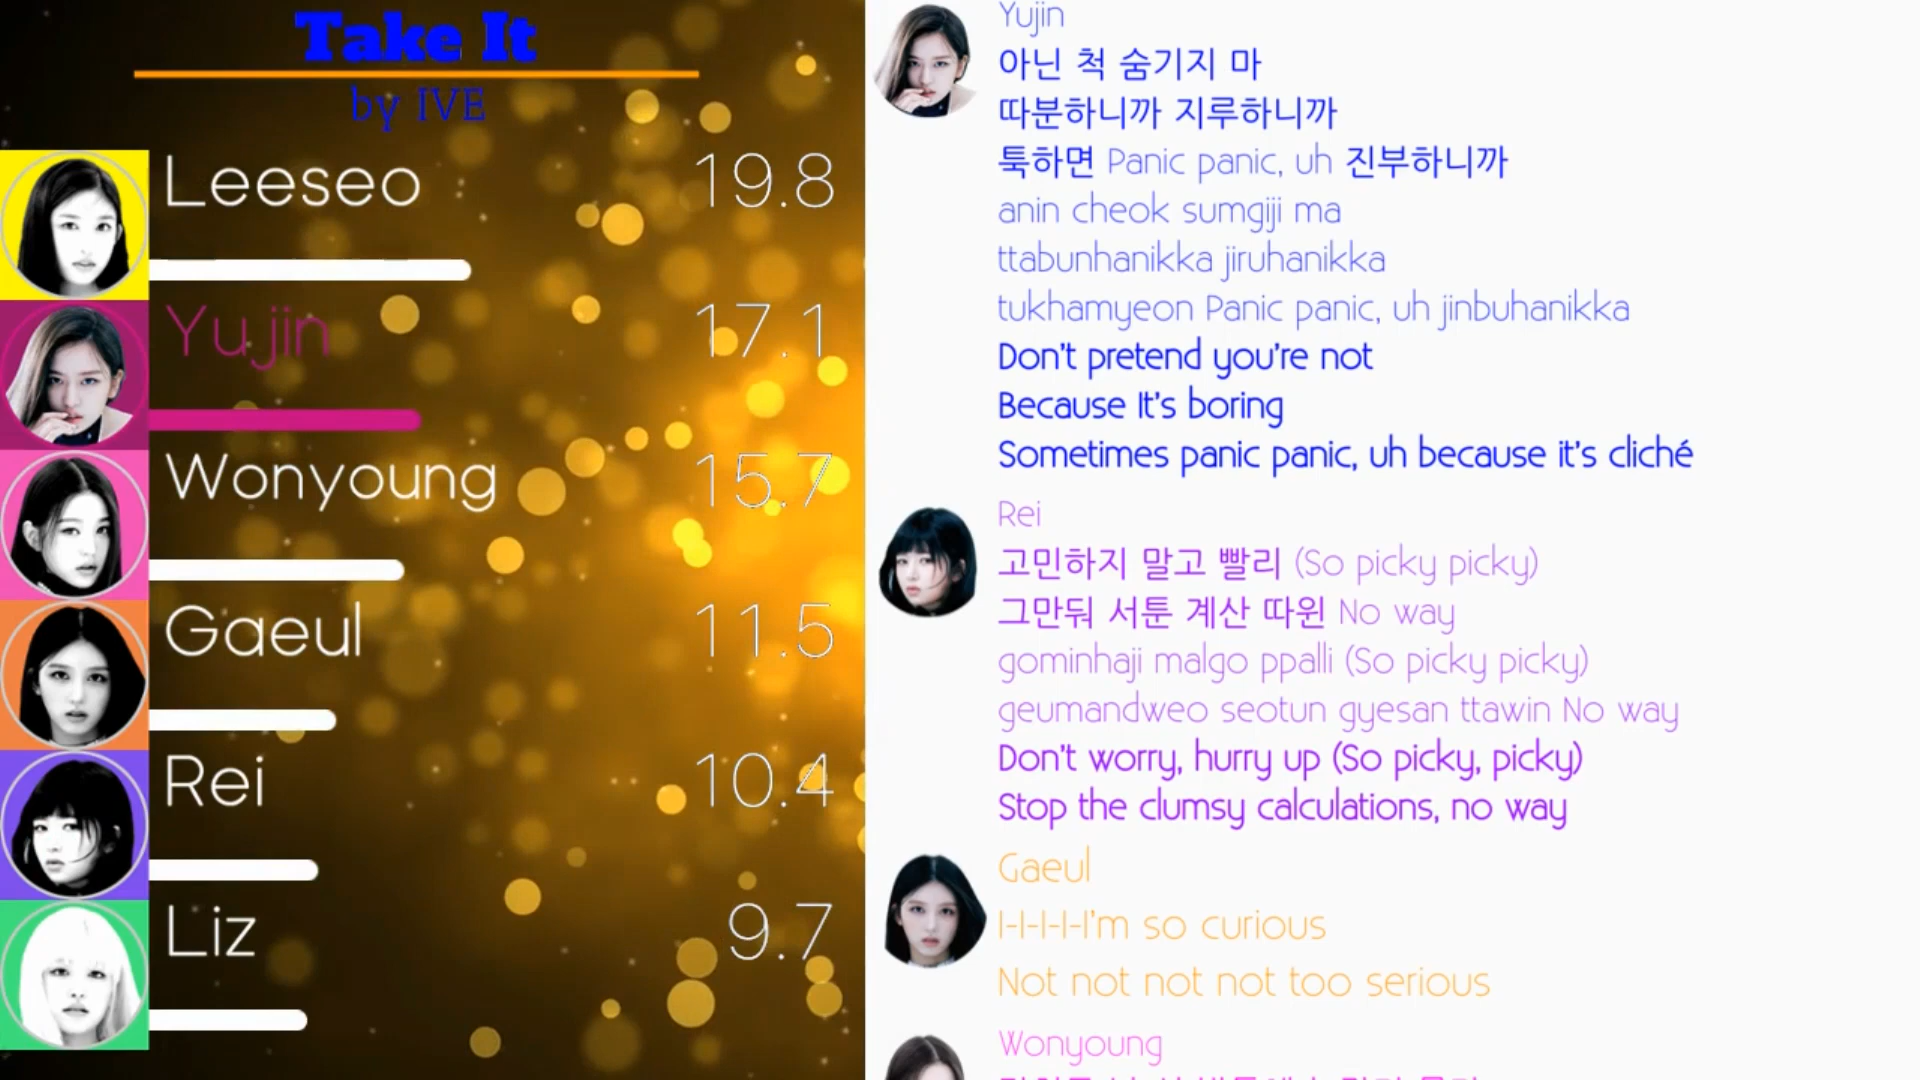 Take It
by IVE
Leeseo 19.8
Yujin 17.1
Wonyoung 15.7
Gaeul 11.5
Rei 10.4
Liz 9.7
Yujin
아닌 척 숨기지 마
따분하니까 지루하니까
툭하면 Panic panic, uh 진부하니까
anin cheok sumgiji ma
ttabunhanikka jiruhanikka
tukhamyeon Panic panic, uh jinbuhanikka
Don't pretend you're not
Because It's boring
Sometimes panic panic, uh because it's cliché
Rei
고민하지 말고 빨리 (So picky picky)
그만둬 서툰 계산 따윈 No way
gominhaji malgo ppalli (So picky picky)
geumandweo seotun gyesan ttawin No way
Don't worry, hurry up (So picky, picky)
Stop the clumsy calculations, no way
Gaeul
I-I-I-I-I'm so curious
Not not not not too serious
Wonyoung